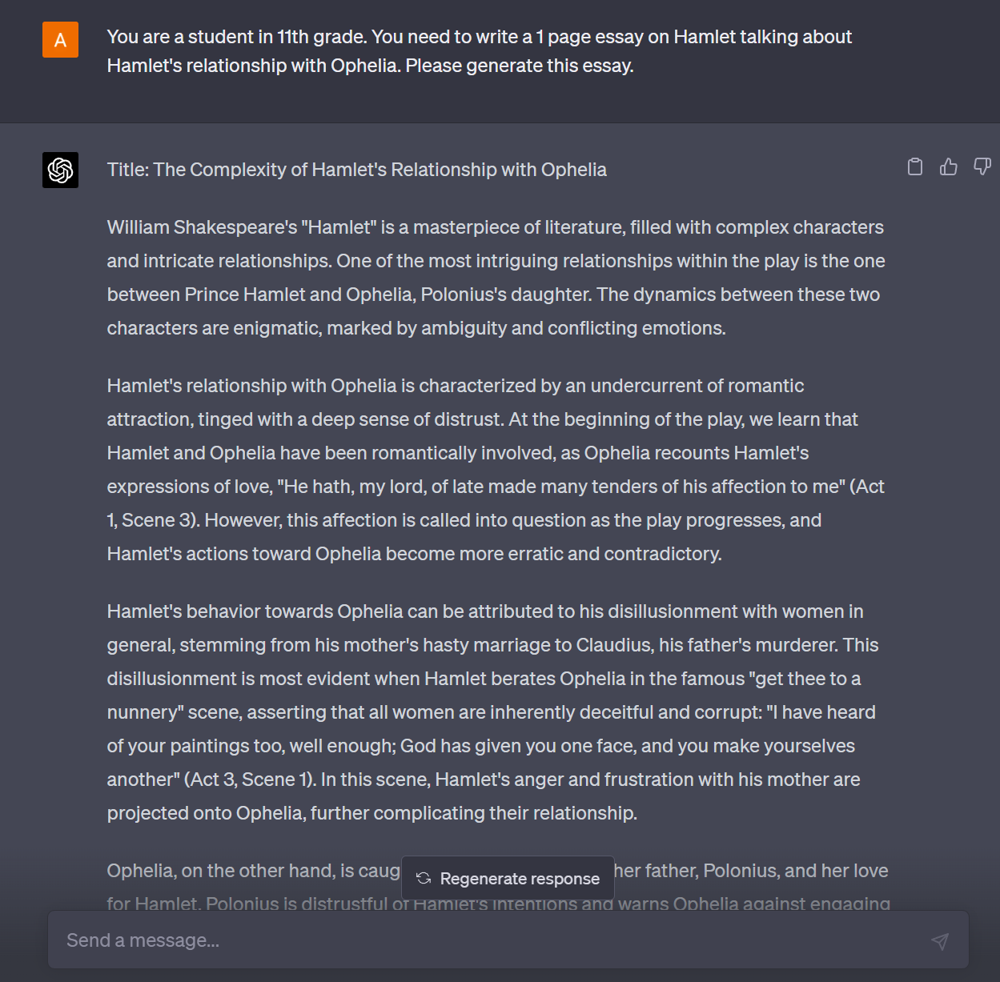 A
You are a student in 11th grade. You need to write a 1 page essay on Hamlet talking about
Hamlet's relationship with Ophelia. Please generate this essay.
Title: The Complexity of Hamlet's Relationship with Ophelia
William Shakespeare's "Hamlet" is a masterpiece of literature, filled with complex characters
and intricate relationships. One of the most intriguing relationships within the play is the one
between Prince Hamlet and Ophelia, Polonius's daughter. The dynamics between these two
characters are enigmatic, marked by ambiguity and conflicting emotions.
Hamlet's relationship with Ophelia is characterized by an undercurrent of romantic
attraction, tinged with a deep sense of distrust. At the beginning of the play, we learn that
Hamlet and Ophelia have been romantically involved, as Ophelia recounts Hamlet's
expressions of love, "He hath, my lord, of late made many tenders of his affection to me" (Act
1, Scene 3). However, this affection is called into question as the play progresses, and
Hamlet's actions toward Ophelia become more erratic and contradictory.
Hamlet's behavior towards Ophelia can be attributed to his disillusionment with women in
general, stemming from his mother's hasty marriage to Claudius, his father's murderer. This
disillusionment is most evident when Hamlet berates Ophelia in the famous "get thee to a
nunnery" scene, asserting that all women are inherently deceitful and corrupt: "I have heard
of your paintings too, well enough; God has given you one face, and you make yourselves
another" (Act 3, Scene 1). In this scene, Hamlet's anger and frustration with his mother are
projected onto Ophelia, further complicating their relationship.
Ophelia, on the other hand, is caug her father, Polonius, and her love
Regenerate response
for Hamlet. Polonius is distrustful of Hamlet's intentions and warns Ophelia against engaging
Send a message...